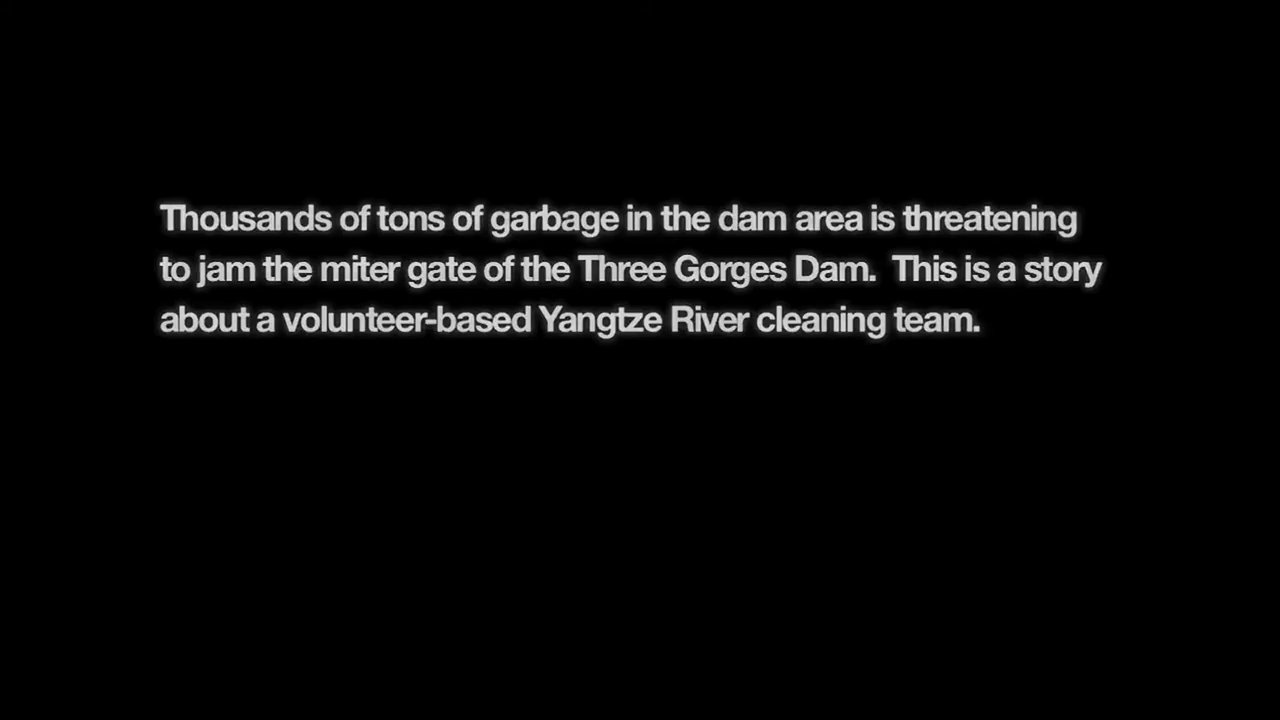 Thousands of tons of garbage in the dam area is threatening
to jam the miter gate of the Three Gorges Dam.  This is a story
about a volunteer-based Yangtze River cleaning team.